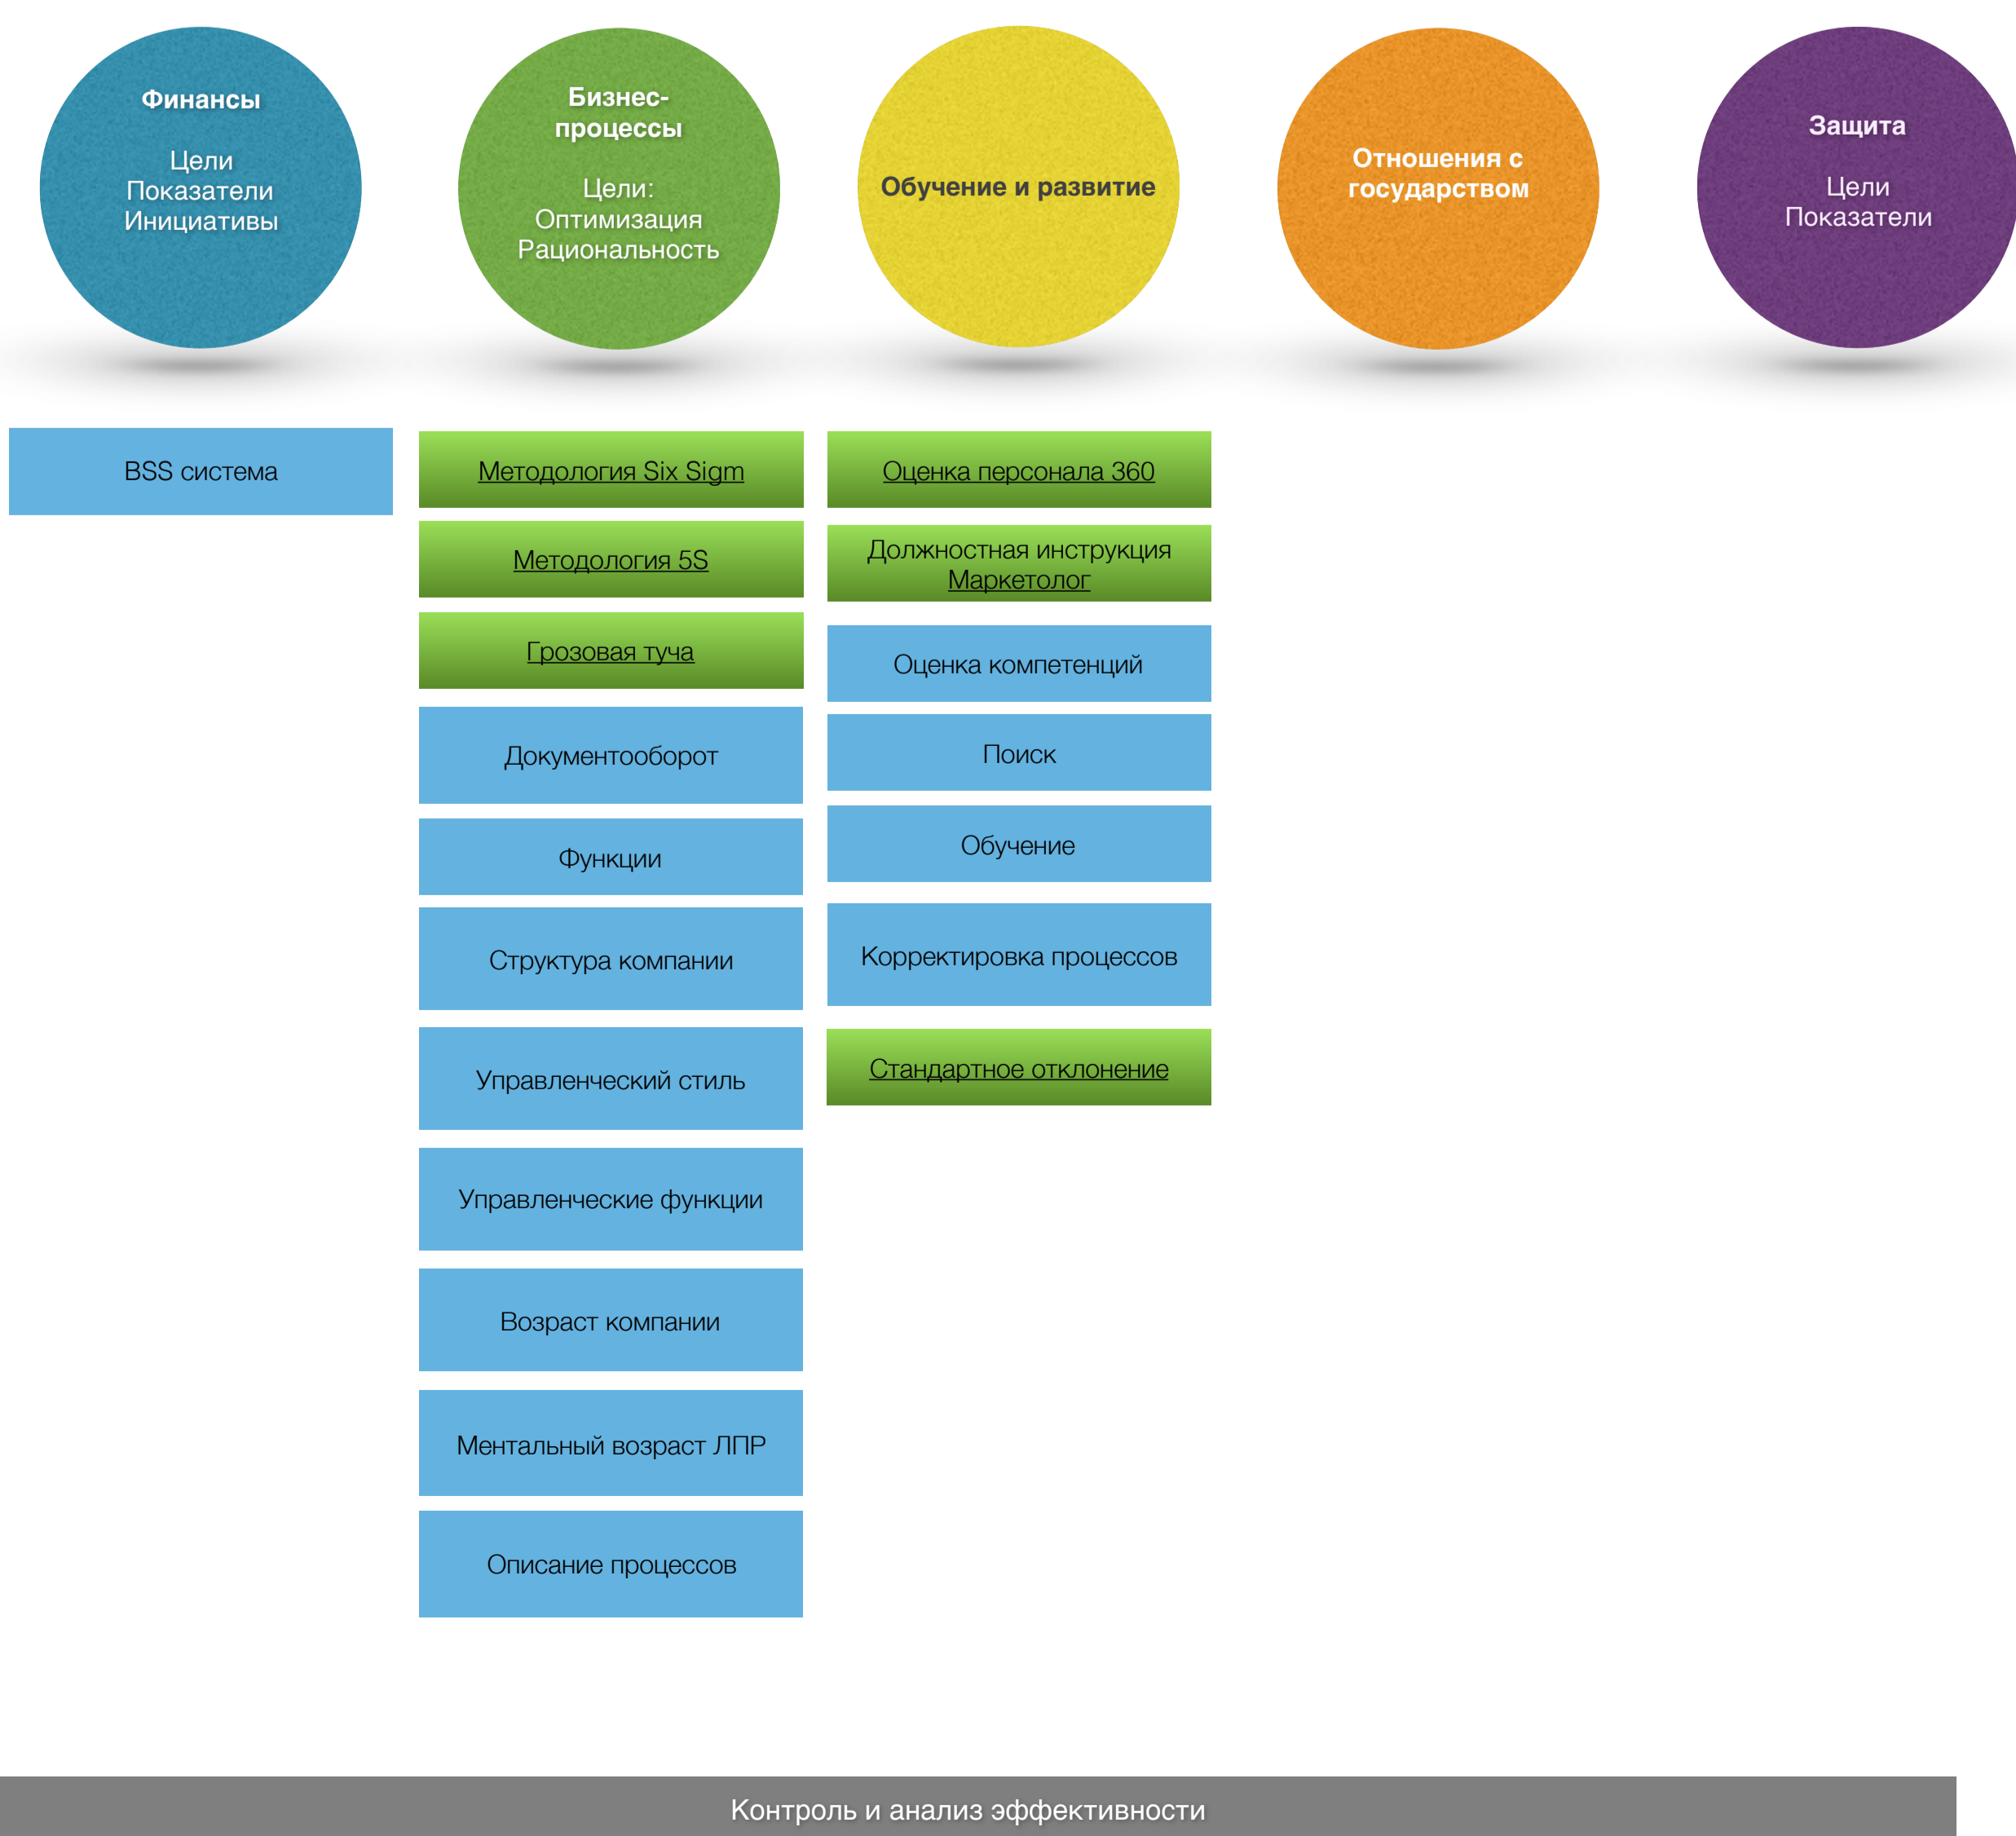 Финансы
Цели
Показатели
Инициативы
Бизнес-
процессы
Цели:
Оптимизация
Рациональность
Обучение и развитие
Отношения с
государством
Защита
Цели
Показатели
BSS система
Методология Six Sigm
Методология 5S
Грозовая туча
Документооборот
Функции
Структура компании
Управленческий стиль
Управленческие функции
Возраст компании
Ментальный возраст ЛПР
Описание процессов
Оценка персонала 360
Должностная инструкция
Маркетолог
Оценка компетенций
Поиск
Обучение
Корректировка процессов
Стандартное отклонение
Контроль и анализ эффективности